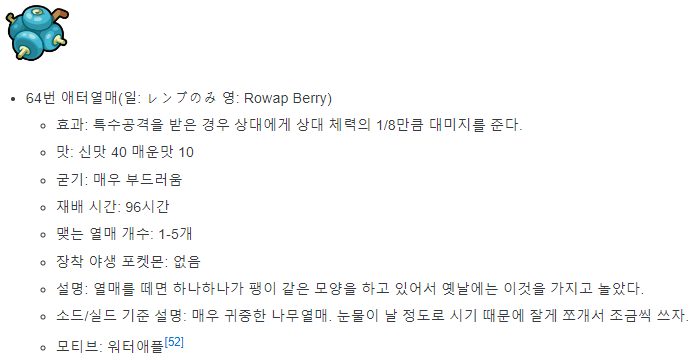 64번 애터열매(일: レンブのみ 영: Rowap Berry)
효과: 특수공격을 받은 경우 상대에게 상대 체력의 1/8만큼 대미지를 준다.
맛: 신맛 40 매운맛 10
굳기: 매우 부드러움
재배 시간: 96시간
맺는 열매 개수: 1-5개
장착 야생 포켓몬: 없음
설명: 열매를 떼면 하나하나가 팽이 같은 모양을 하고 있어서 옛날에는 이것을 가지고 놀았다.
소드/실드 기준 설명: 매우 귀중한 나무열매. 눈물이 날 정도로 시기 때문에 잘게 쪼개서 조금씩 쓰자.
모티브: 워터애플[52]